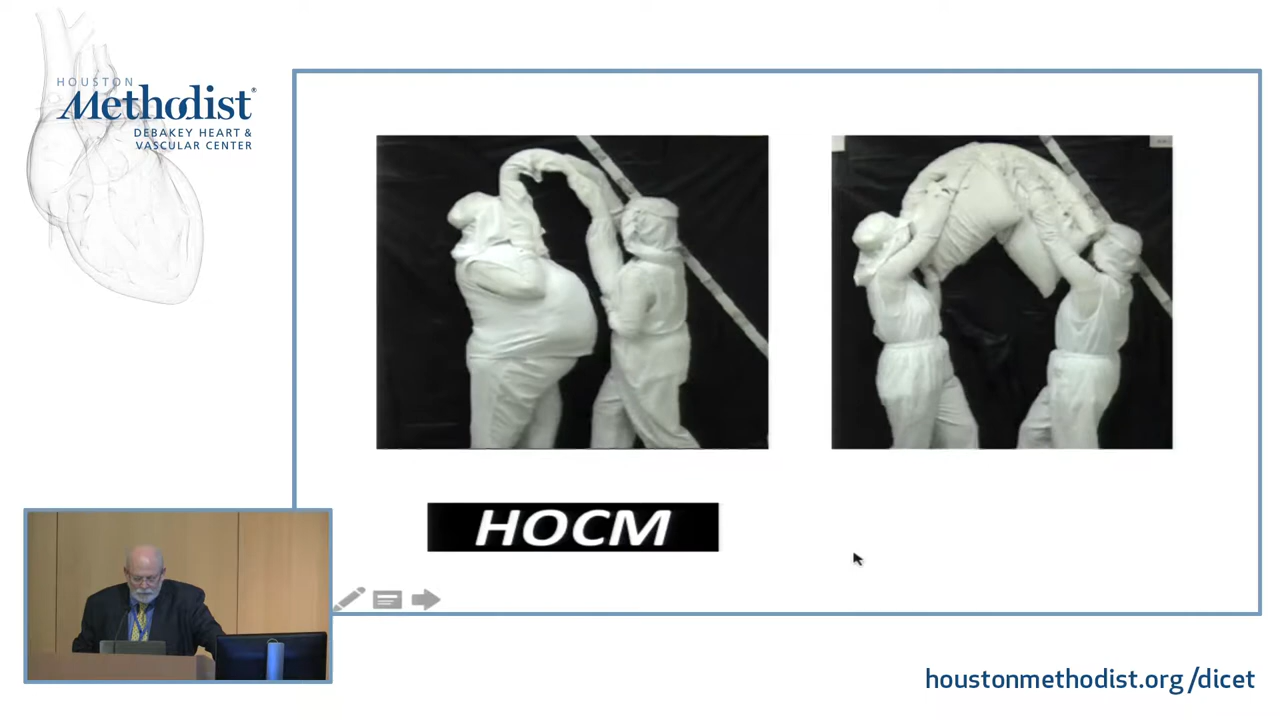 HOUSTON
Methodist®
DEBAKEY HEART &
VASCULAR CENTER
HOCM
houstonmethodist.org/dicet